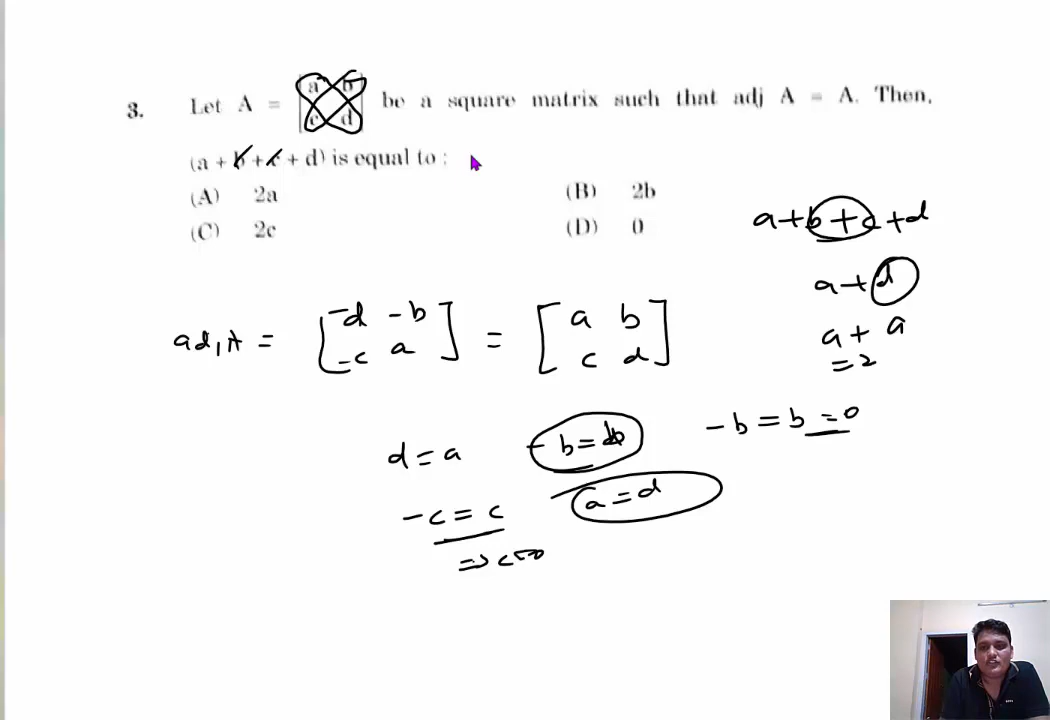 3. Let A = | a b | be a square matrix such that adj A = A. Then,
c d
(a + b + c + d) is equal to :
(A) 2a (B) 2b
(C) 2c (D) 0
a+b+c+d
a+d
a+a
=2
adjA = [ -d -b ] = [ a b ]
-c a c d
d=a -b=b -b=b=0
-c=c a=d
=>c=0